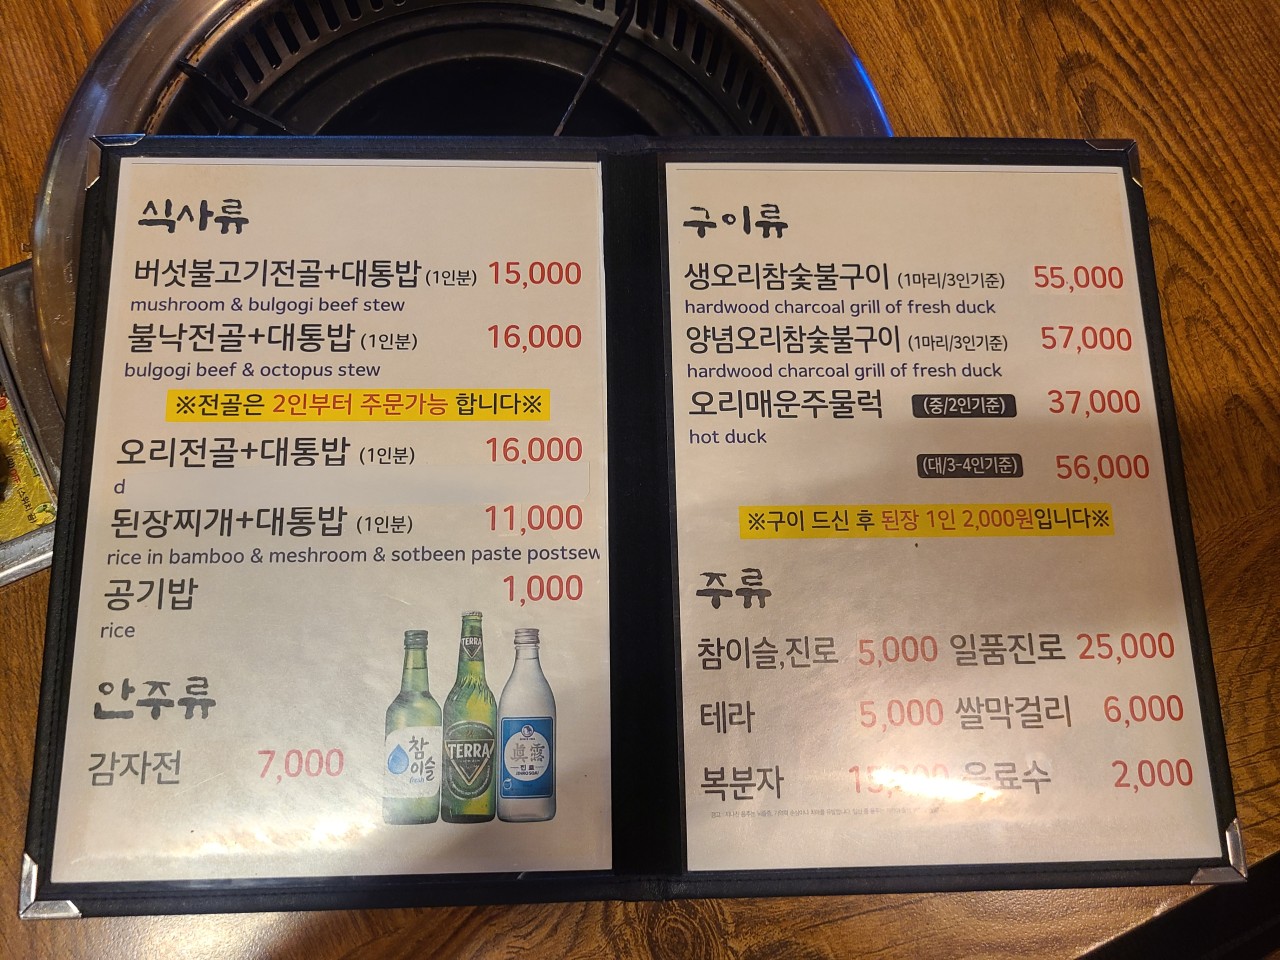 식사류
버섯불고기전골+대통밥 (1인분) 15,000
mushroom & bulgogi beef stew
불낙전골+대통밥 (1인분) 16,000
bulgogi beef & octopus stew
※전골은 2인부터 주문가능 합니다※
오리전골+대통밥 (1인분) 16,000
d
된장찌개+대통밥 (1인분) 11,000
rice in bamboo & meshroom & sotbeen paste postsew
공기밥 1,000
rice
안주류
감자전 7,000
참이슬
fresh
TERRA
TERRA
眞露
진로
구이류
생오리참숯불구이 (1마리/3인기준) 55,000
hardwood charcoal grill of fresh duck
양념오리참숯불구이 (1마리/3인기준) 57,000
hardwood charcoal grill of fresh duck
오리매운주물럭 (중/2인기준) 37,000
hot duck
(대/3-4인기준) 56,000
※구이 드신 후 된장 1인 2,000원입니다※
주류
참이슬,진로 5,000 일품진로 25,000
테라 5,000 쌀막걸리 6,000
복분자 음료수 2,000